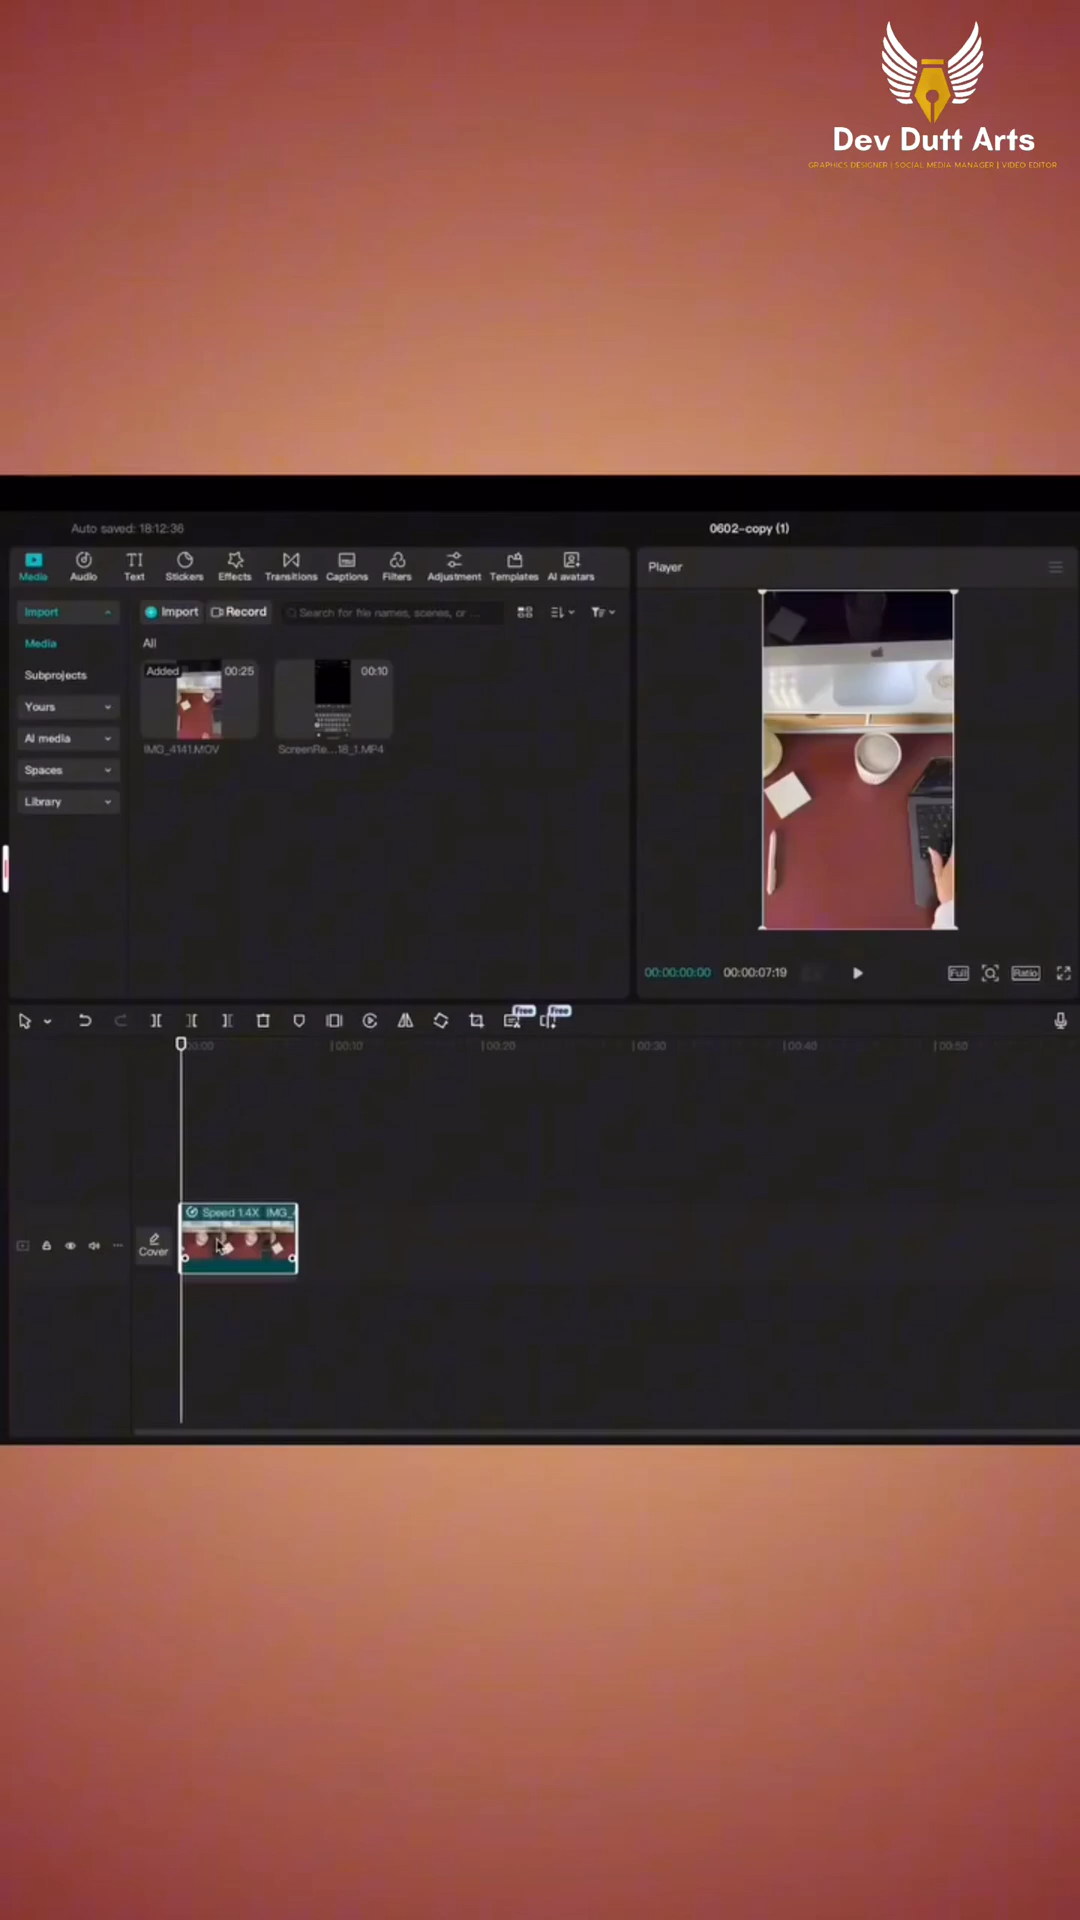 Dev Dutt Arts
GRAPHICS DESIGNER | SOCIAL MEDIA MANAGER | VIDEO EDITOR
Auto saved: 18:12:36
0602-copy (1)
Media Audio Text Stickers Effects Transitions Captions Filters Adjustment Templates AI avatars
Player
Import
Import Record Search for file names, scenes, or ...
Media
All
Subprojects
Yours
AI media
Spaces
Library
Added 00:25
00:10
IMG_4141.MOV
ScreenRe...18_1.MP4
00:00:00:00 00:00:07:19
Full Ratio
Free Free
00:00 00:10 00:20 00:30 00:40 00:50
Speed 1.4X IMG_
Cover